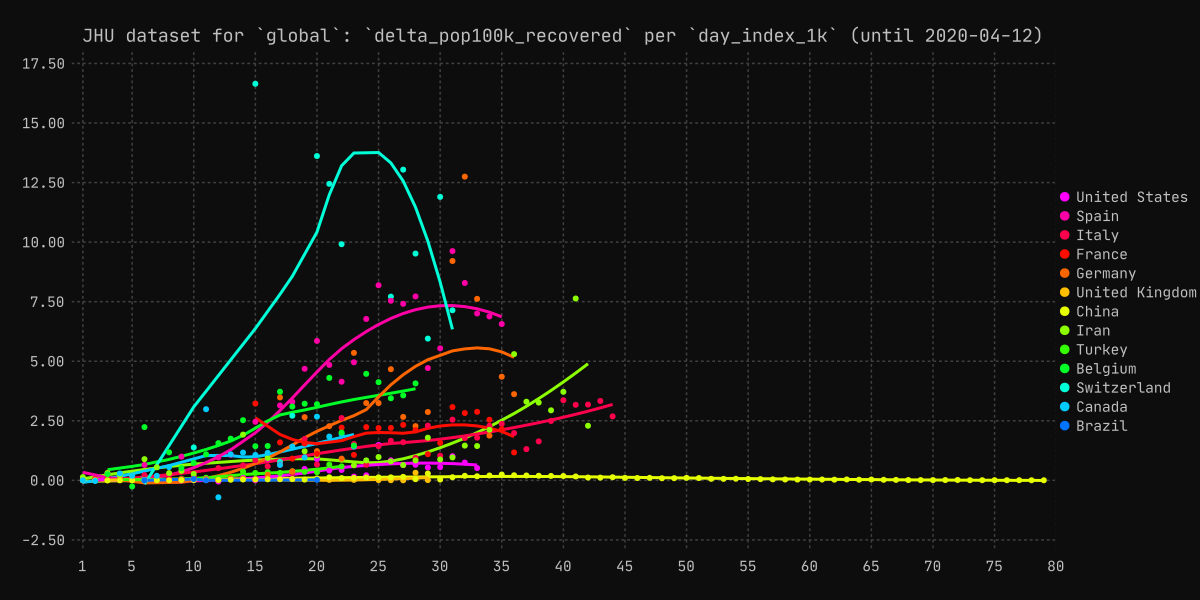 JHU dataset for `global`: `delta_pop100k_recovered` per `day_index_1k` (until 2020-04-12)
17.50
15.00
12.50
10.00
7.50
5.00
2.50
0.00
−2.50
1 5 10 15 20 25 30 35 40 45 50 55 60 65 70 75 80
United States
Spain
Italy
France
Germany
United Kingdom
China
Iran
Turkey
Belgium
Switzerland
Canada
Brazil